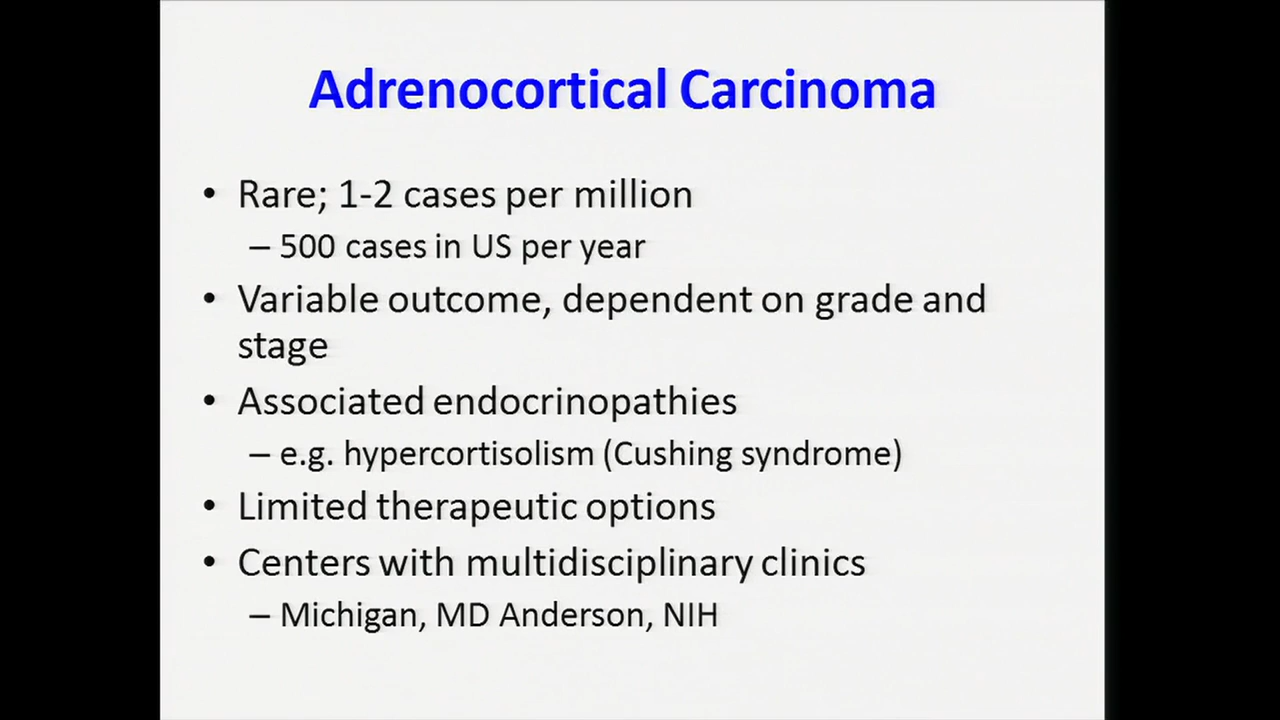 Adrenocortical Carcinoma
• Rare; 1-2 cases per million
– 500 cases in US per year
• Variable outcome, dependent on grade and
stage
• Associated endocrinopathies
– e.g. hypercortisolism (Cushing syndrome)
• Limited therapeutic options
• Centers with multidisciplinary clinics
– Michigan, MD Anderson, NIH